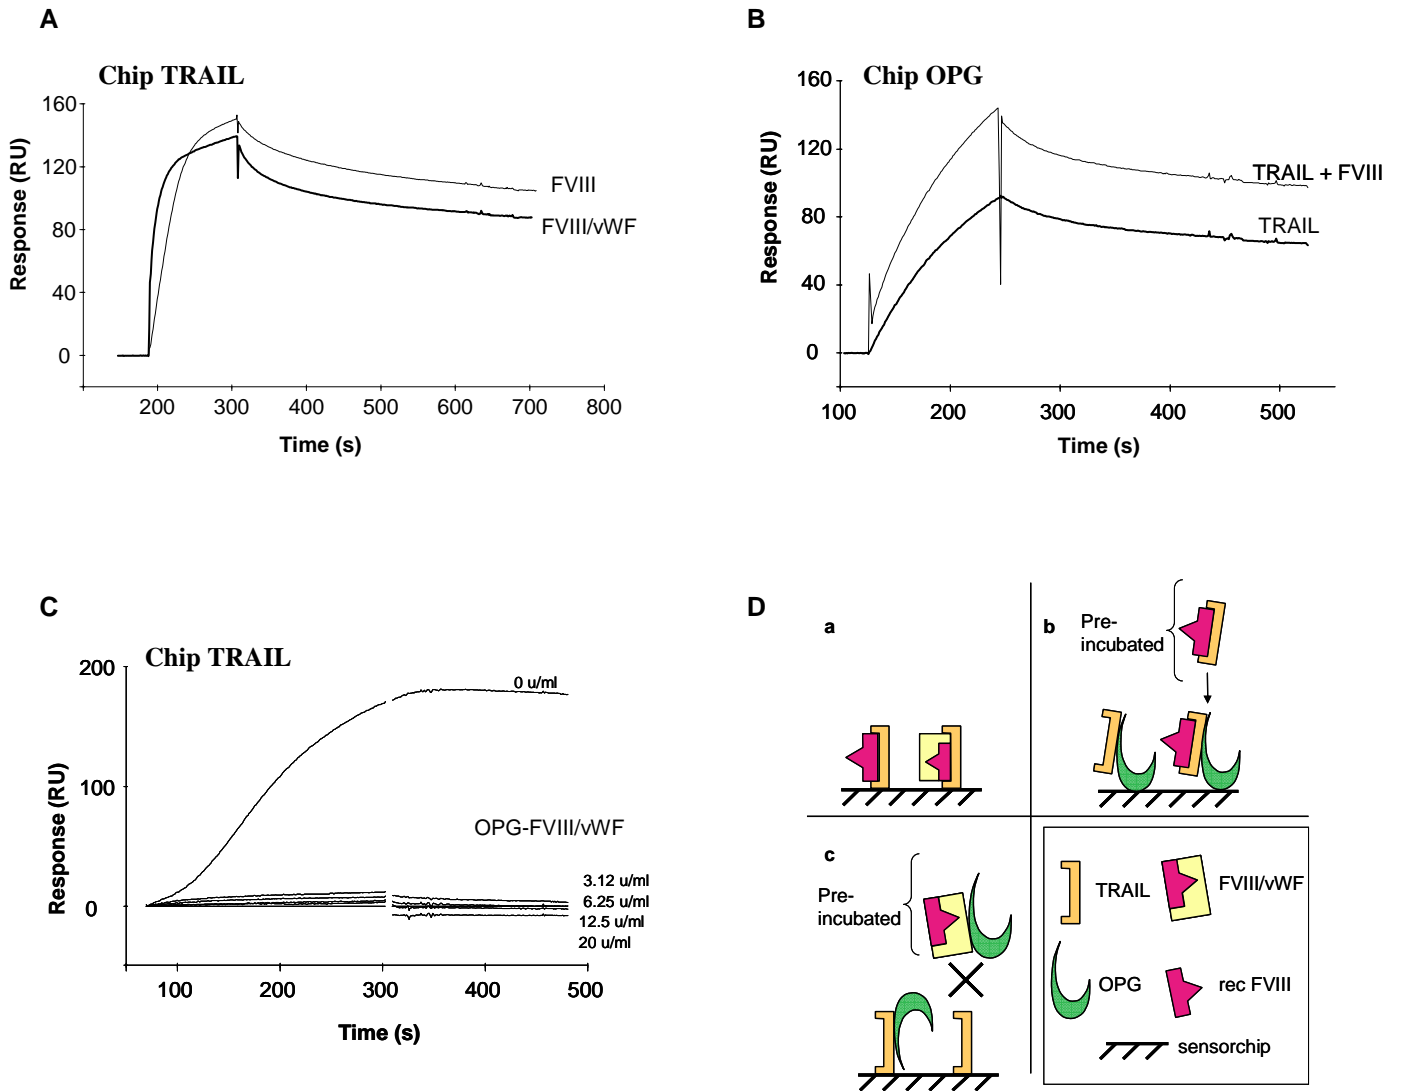 A
Chip TRAIL
160
120
80
40
0
Response (RU)
FVIII
FVIII/vWF
200
300
400
500
600
700
800
Time (s)
B
Chip OPG
160
120
80
40
0
Response (RU)
TRAIL + FVIII
TRAIL
100
200
300
400
500
Time (s)
C
Chip TRAIL
200
100
0
Response (RU)
0 u/ml
OPG-FVIII/vWF
3.12 u/ml
6.25 u/ml
12.5 u/ml
20 u/ml
100
200
300
400
500
Time (s)
D
a
b
Pre-
incubated
c
Pre-
incubated
TRAIL
FVIII/vWF
OPG
rec FVIII
sensorchip